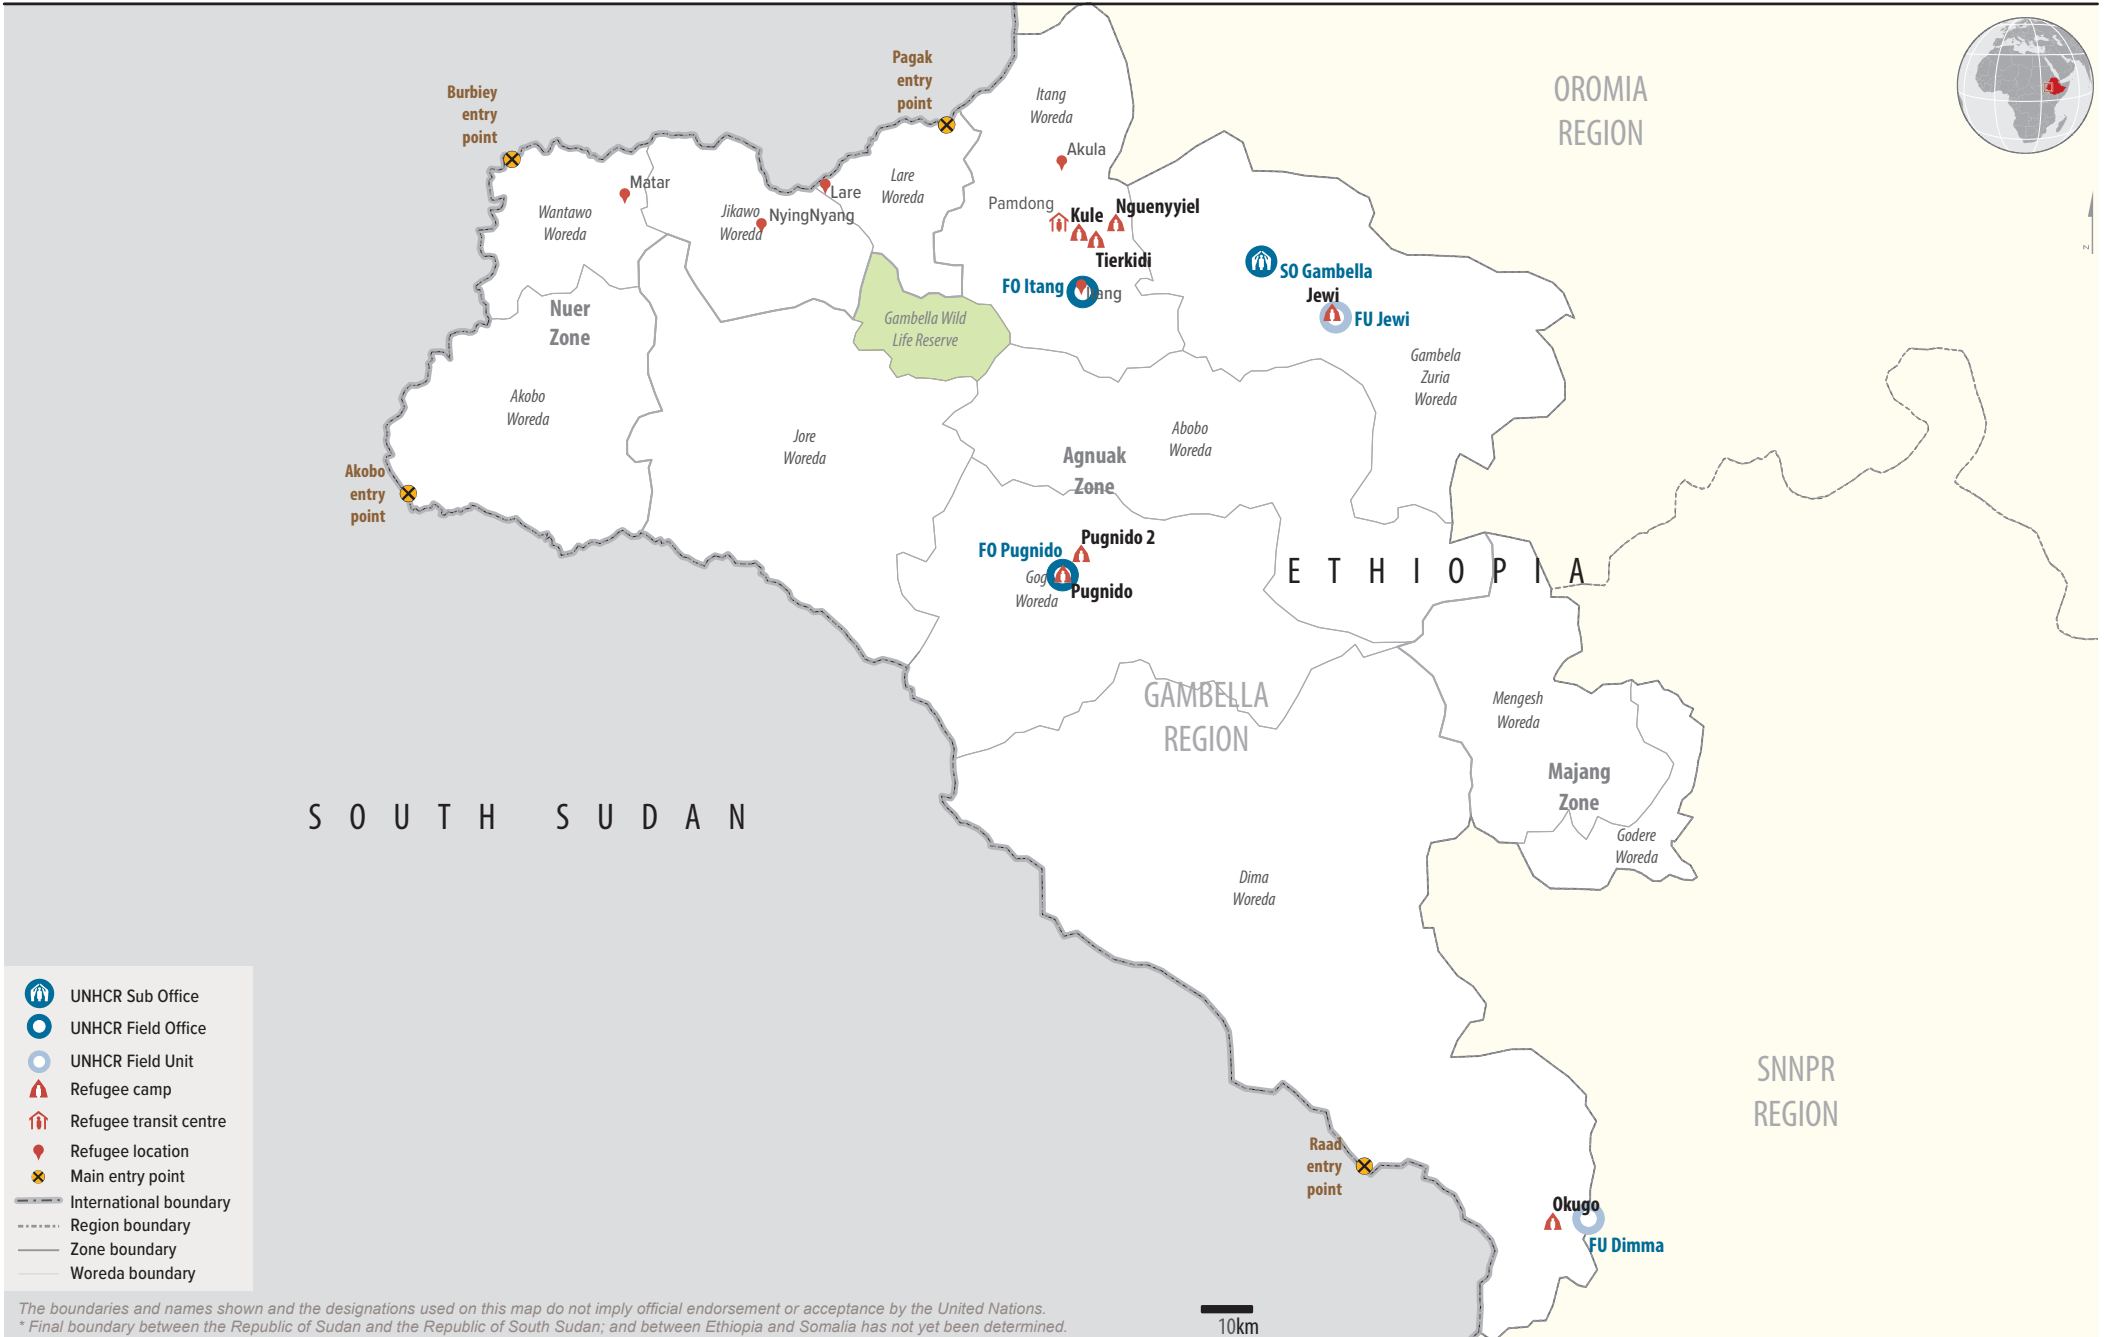 Pagak
entry
point
Burbiey
entry
point
Itang
Woreda
OROMIA
REGION
Akula
Matar
Lare
Woreda
Lare
Wantawo
Woreda
Jikawo
Woreda
NyingNyang
Pamdong
Kule
Nguenyyiel
Tierkidi
FO Itang
Itang
SO Gambella
Jewi
FU Jewi
Nuer
Zone
Gambella Wild
Life Reserve
Gambela
Zuria
Woreda
Akobo
Woreda
Jore
Woreda
Abobo
Woreda
Agnuak
Zone
Akobo
entry
point
FO Pugnido
Pugnido 2
Gog
Woreda
Pugnido
ETHIOPIA
GAMBELLA
REGION
Mengesh
Woreda
Majang
Zone
Godere
Woreda
SOUTH SUDAN
Dima
Woreda
SNNPR
REGION
Raad
entry
point
Okugo
FU Dimma
UNHCR Sub Office
UNHCR Field Office
UNHCR Field Unit
Refugee camp
Refugee transit centre
Refugee location
Main entry point
International boundary
Region boundary
Zone boundary
Woreda boundary
The boundaries and names shown and the designations used on this map do not imply official endorsement or acceptance by the United Nations.
* Final boundary between the Republic of Sudan and the Republic of South Sudan; and between Ethiopia and Somalia has not yet been determined.
10km
N